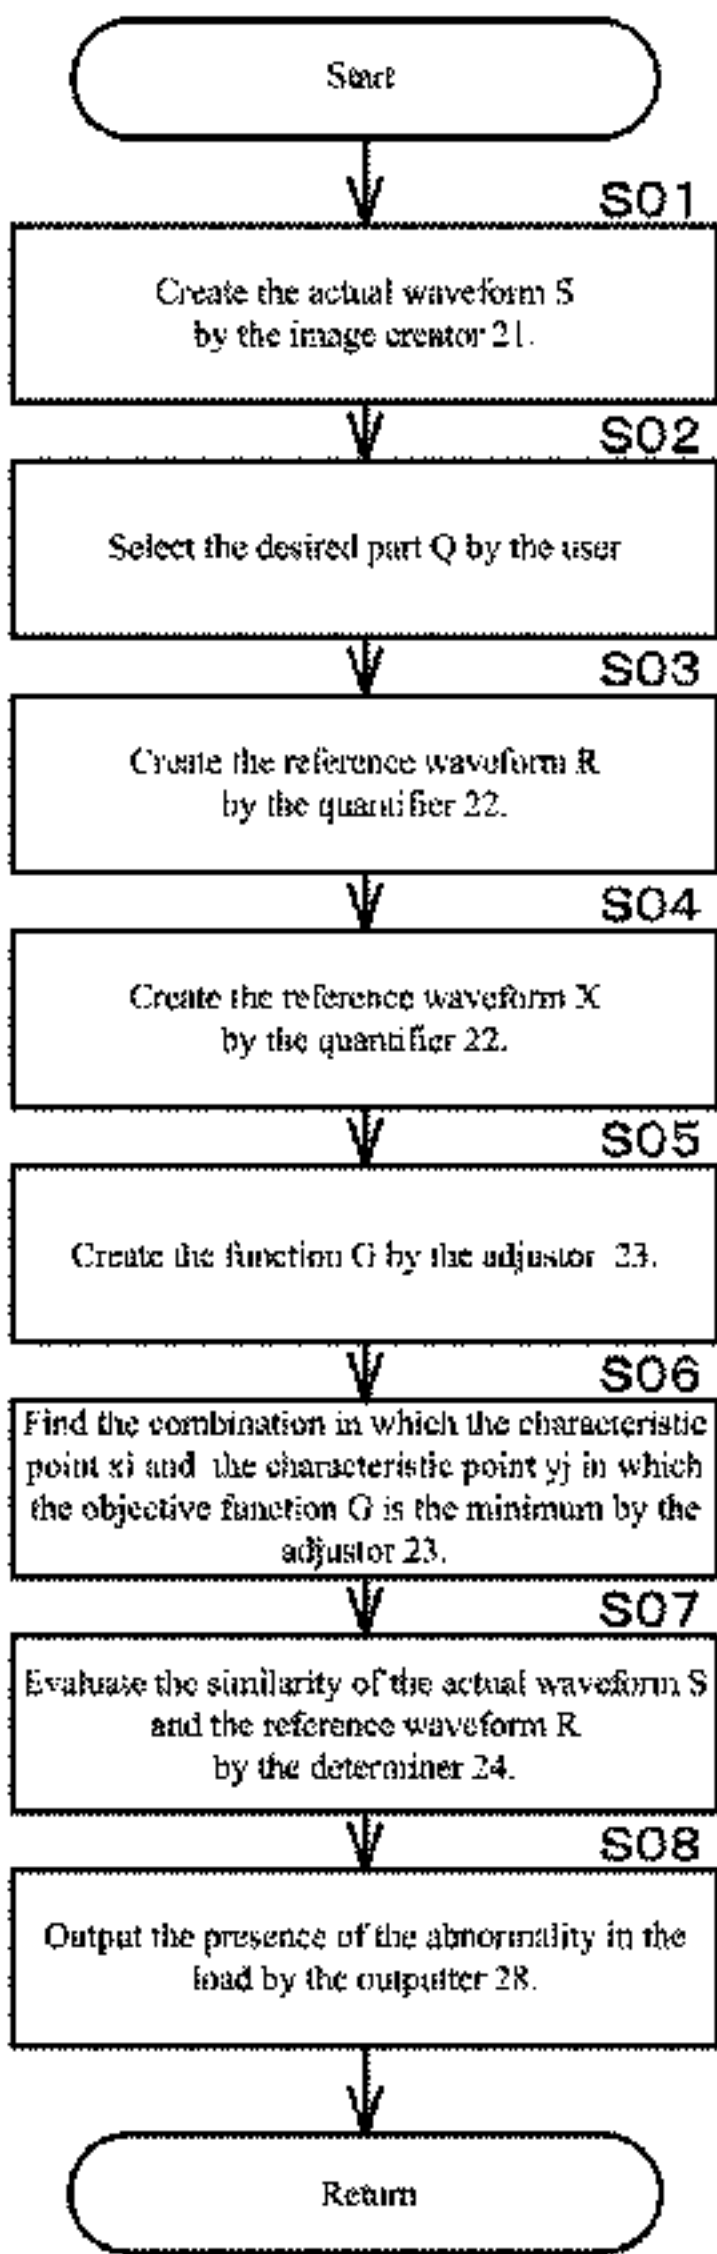 Start
S01
Create the actual waveform S
by the image creator 21.
S02
Select the desired part Q by the user
S03
Create the reference waveform R
by the quantifier 22.
S04
Create the reference waveform X
by the quantifier 22.
S05
Create the function G by the adjustor 23.
S06
Find the combination in which the characteristic
point xi and the characteristic point yj in which
the objective function G is the minimum by the
adjustor 23.
S07
Evaluate the similarity of the actual waveform S
and the reference waveform R
by the determiner 24.
S08
Output the presence of the abnormality in the
load by the outputter 28.
Return